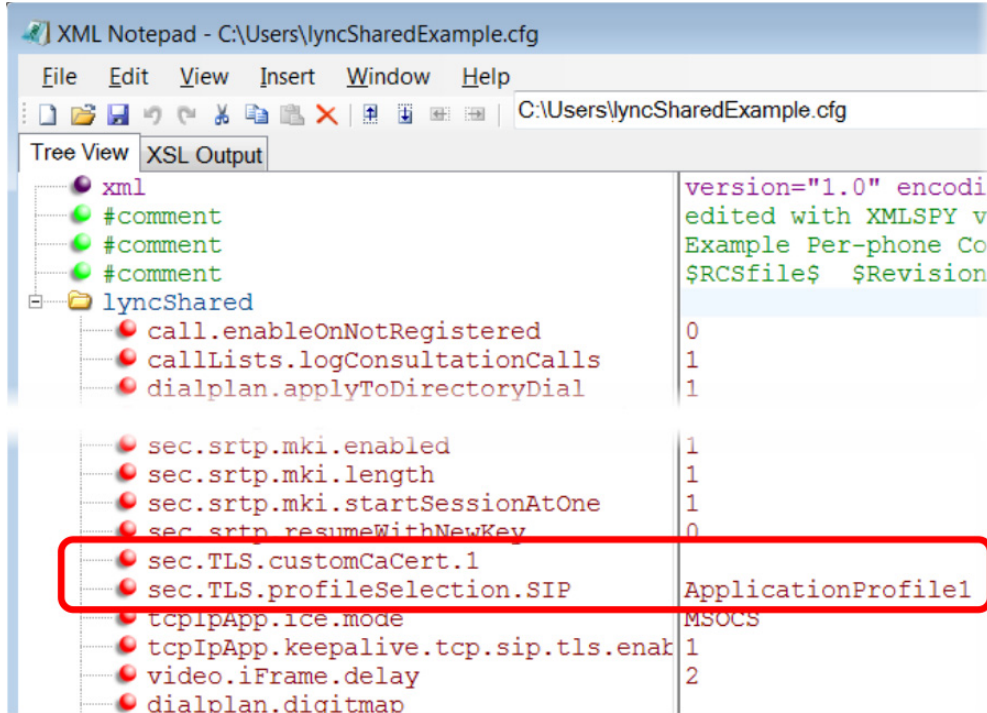 XML Notepad - C:\Users\lyncSharedExample.cfg
File Edit View Insert Window Help
C:\Users\lyncSharedExample.cfg
Tree View XSL Output
xml version="1.0" encodi
#comment edited with XMLSPY v
#comment Example Per-phone Co
#comment $RCSfile$ $Revision
lyncShared
call.enableOnNotRegistered 0
callLists.logConsultationCalls 1
dialplan.applyToDirectoryDial 1
sec.srtp.mki.enabled 1
sec.srtp.mki.length 1
sec.srtp.mki.startSessionAtOne 1
sec.srtp.resumeWithNewKey 0
sec.TLS.customCaCert.1
sec.TLS.profileSelection.SIP ApplicationProfile1
tcpIpApp.ice.mode MSOCS
tcpIpApp.keepalive.tcp.sip.tls.enab 1
video.iFrame.delay 2
dialplan.digitmap